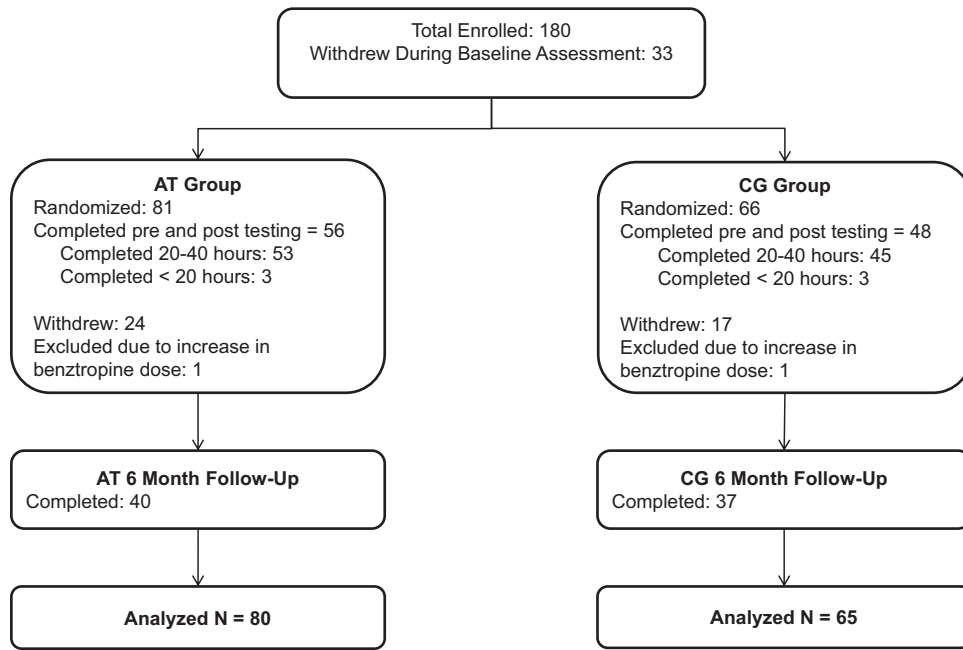 Total Enrolled: 180
Withdrew During Baseline Assessment: 33
AT Group
Randomized: 81
Completed pre and post testing = 56
Completed 20-40 hours: 53
Completed < 20 hours: 3
Withdrew: 24
Excluded due to increase in
benztropine dose: 1
CG Group
Randomized: 66
Completed pre and post testing = 48
Completed 20-40 hours: 45
Completed < 20 hours: 3
Withdrew: 17
Excluded due to increase in
benztropine dose: 1
AT 6 Month Follow-Up
Completed: 40
CG 6 Month Follow-Up
Completed: 37
Analyzed N = 80
Analyzed N = 65